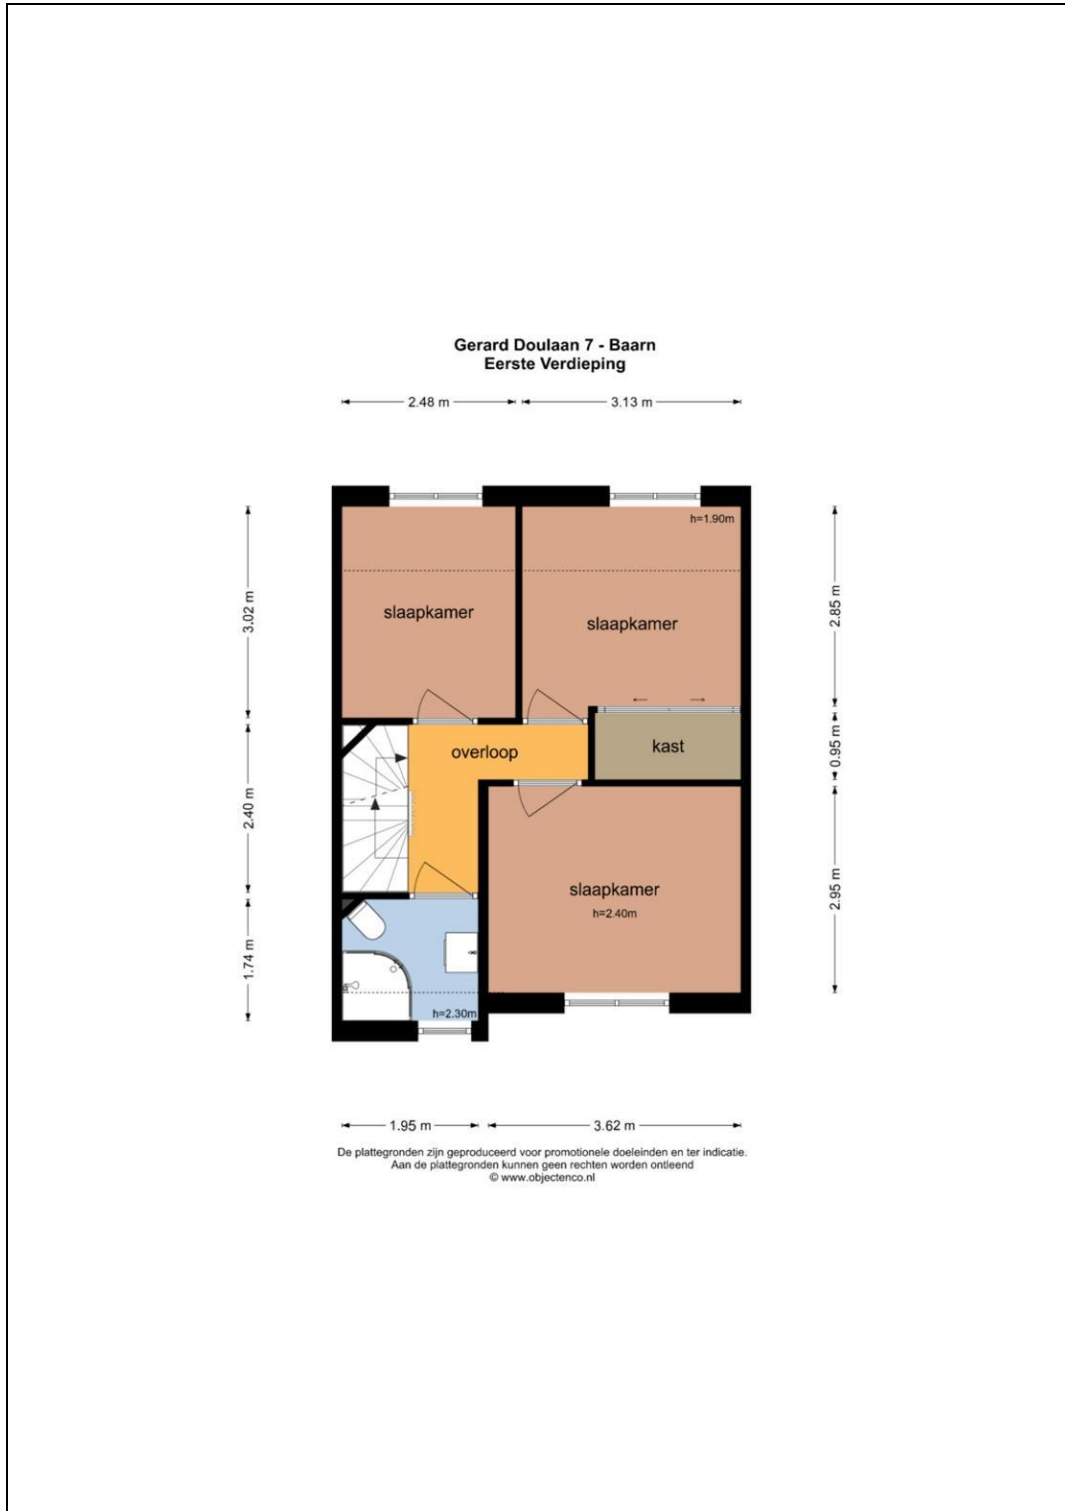 Gerard Doulaan 7 - Baarn
Eerste Verdieping
2.48 m
3.13 m
h=1.90m
3.02 m
2.85 m
slaapkamer
slaapkamer
overloop
kast
0.95 m
2.40 m
slaapkamer
h=2.40m
2.95 m
1.74 m
h=2.30m
1.95 m
3.62 m
De plattegronden zijn geproduceerd voor promotionele doeleinden en ter indicatie.
Aan de plattegronden kunnen geen rechten worden ontleend
© www.objectenco.nl